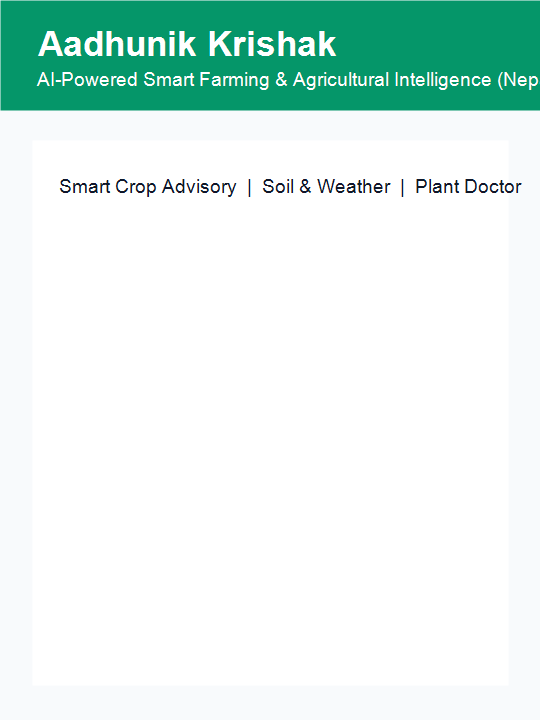 Aadhunik Krishak
AI-Powered Smart Farming & Agricultural Intelligence (Nep
Smart Crop Advisory | Soil & Weather | Plant Doctor